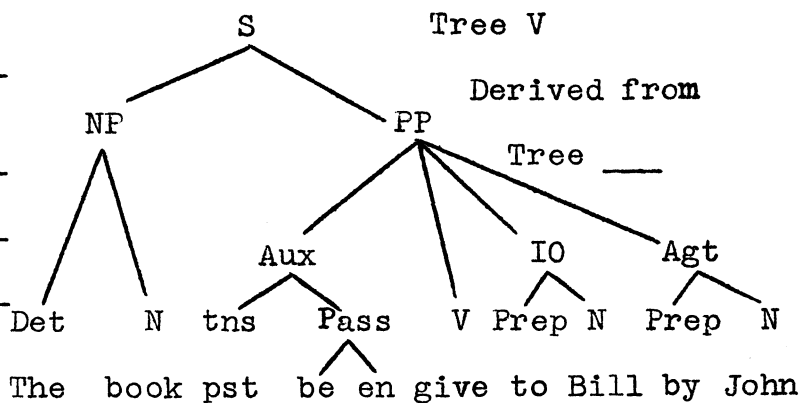 S Tree V
Derived from
NP PP
Tree ___
Aux IO Agt
Det N tns Pass V Prep N Prep N
The book pst be en give to Bill by John